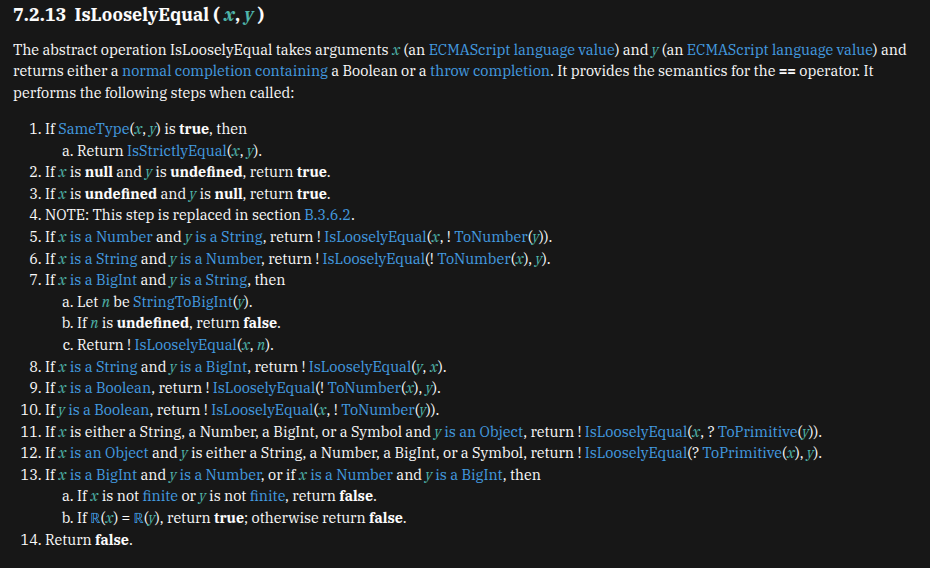 7.2.13 IsLooselyEqual ( x, y )
The abstract operation IsLooselyEqual takes arguments x (an ECMAScript language value) and y (an ECMAScript language value) and
returns either a normal completion containing a Boolean or a throw completion. It provides the semantics for the == operator. It
performs the following steps when called:
1. If SameType(x, y) is true, then
a. Return IsStrictlyEqual(x, y).
2. If x is null and y is undefined, return true.
3. If x is undefined and y is null, return true.
4. NOTE: This step is replaced in section B.3.6.2.
5. If x is a Number and y is a String, return ! IsLooselyEqual(x, ! ToNumber(y)).
6. If x is a String and y is a Number, return ! IsLooselyEqual(! ToNumber(x), y).
7. If x is a BigInt and y is a String, then
a. Let n be StringToBigInt(y).
b. If n is undefined, return false.
c. Return ! IsLooselyEqual(x, n).
8. If x is a String and y is a BigInt, return ! IsLooselyEqual(y, x).
9. If x is a Boolean, return ! IsLooselyEqual(! ToNumber(x), y).
10. If y is a Boolean, return ! IsLooselyEqual(x, ! ToNumber(y)).
11. If x is either a String, a Number, a BigInt, or a Symbol and y is an Object, return ! IsLooselyEqual(x, ? ToPrimitive(y)).
12. If x is an Object and y is either a String, a Number, a BigInt, or a Symbol, return ! IsLooselyEqual(? ToPrimitive(x), y).
13. If x is a BigInt and y is a Number, or if x is a Number and y is a BigInt, then
a. If x is not finite or y is not finite, return false.
b. If ℝ(x) = ℝ(y), return true; otherwise return false.
14. Return false.